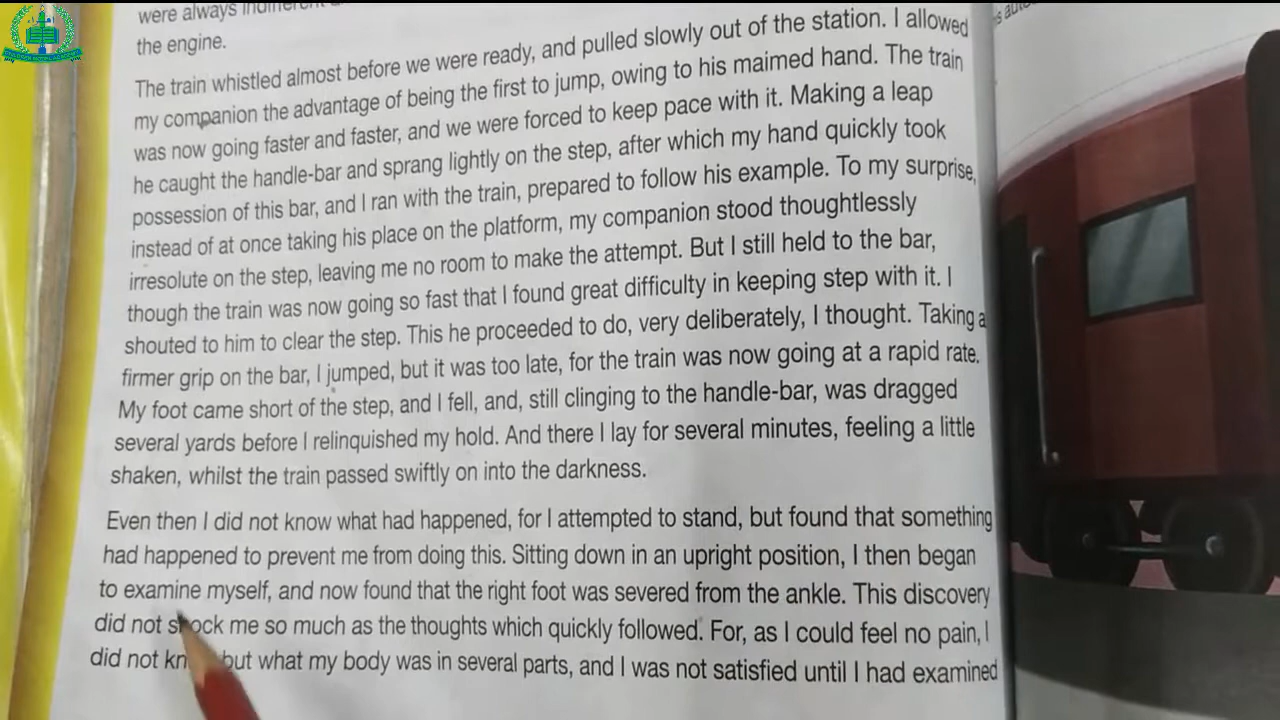 were always indifferent
the engine.
The train whistled almost before we were ready, and pulled slowly out of the station. I allowed
my companion the advantage of being the first to jump, owing to his maimed hand. The train
was now going faster and faster, and we were forced to keep pace with it. Making a leap
he caught the handle-bar and sprang lightly on the step, after which my hand quickly took
possession of this bar, and I ran with the train, prepared to follow his example. To my surprise,
instead of at once taking his place on the platform, my companion stood thoughtlessly
irresolute on the step, leaving me no room to make the attempt. But I still held to the bar,
though the train was now going so fast that I found great difficulty in keeping step with it. I
shouted to him to clear the step. This he proceeded to do, very deliberately, I thought. Taking a
firmer grip on the bar, I jumped, but it was too late, for the train was now going at a rapid rate.
My foot came short of the step, and I fell, and, still clinging to the handle-bar, was dragged
several yards before I relinquished my hold. And there I lay for several minutes, feeling a little
shaken, whilst the train passed swiftly on into the darkness.
Even then I did not know what had happened, for I attempted to stand, but found that something
had happened to prevent me from doing this. Sitting down in an upright position, I then began
to examine myself, and now found that the right foot was severed from the ankle. This discovery
did not shock me so much as the thoughts which quickly followed. For, as I could feel no pain, I
did not know but what my body was in several parts, and I was not satisfied until I had examined